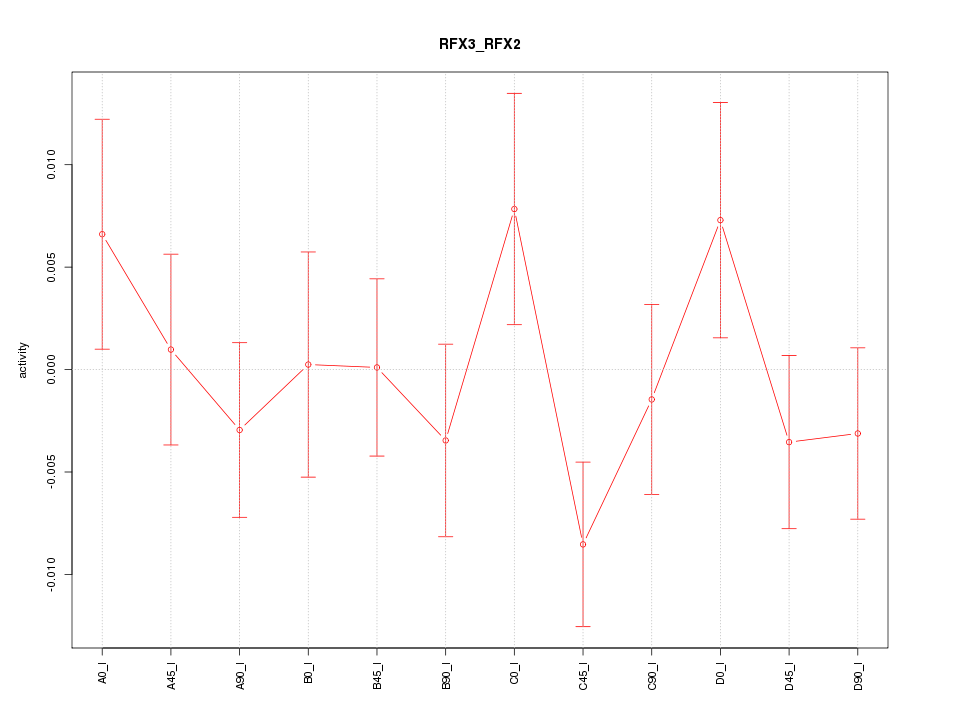 RFX3_RFX2
activity
0.010
0.005
0.000
-0.005
-0.010
A0_I
A45_I
A90_I
B0_I
B45_I
B90_I
C0_I
C45_I
C90_I
D0_I
D45_I
D90_I